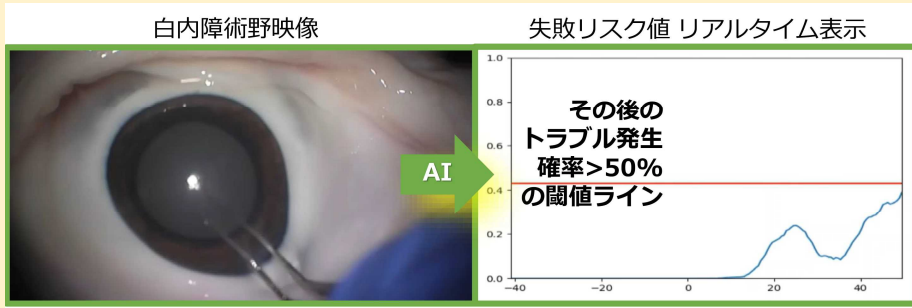 白内障術野映像
失敗リスク値 リアルタイム表示
AI
1.0
0.8
0.6
0.4
0.2
0.0
その後の
トラブル発生
確率>50%
の閾値ライン
−40
−20
0
20
40